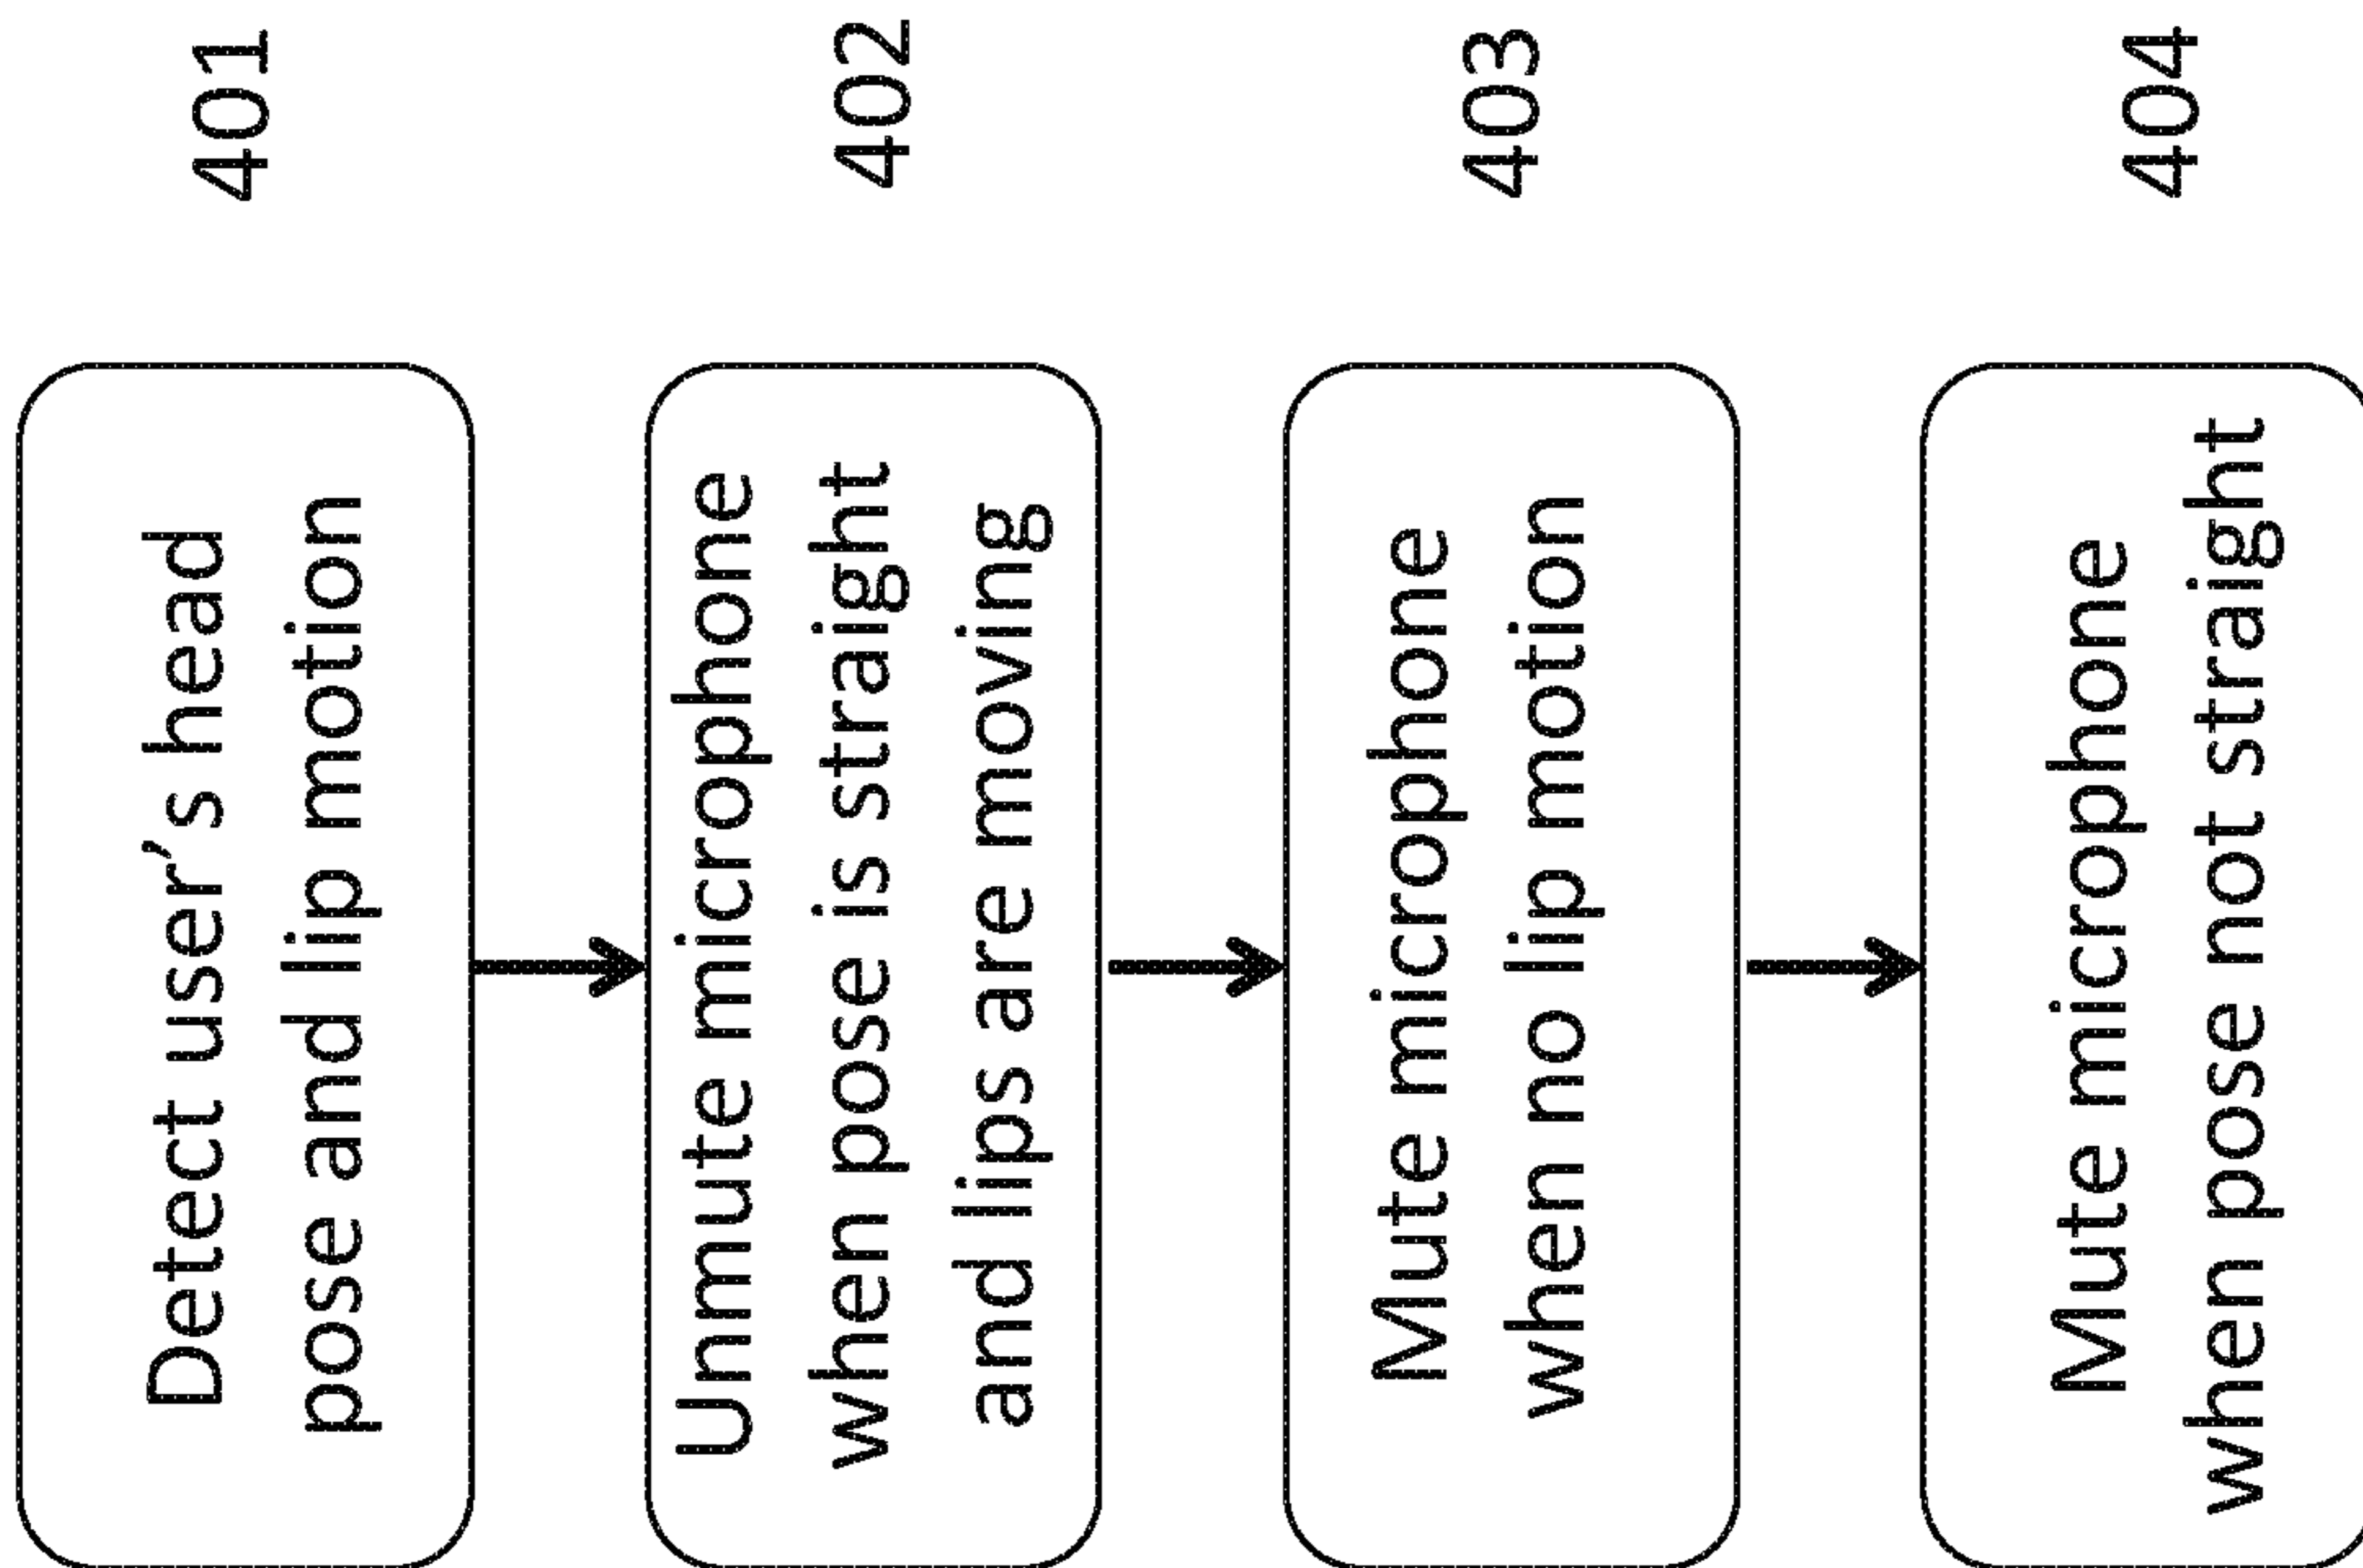 Detect user’s head
pose and lip motion
401
Unmute microphone
when pose is straight
and lips are moving
402
Mute microphone
when no lip motion
403
Mute microphone
when pose not straight
404